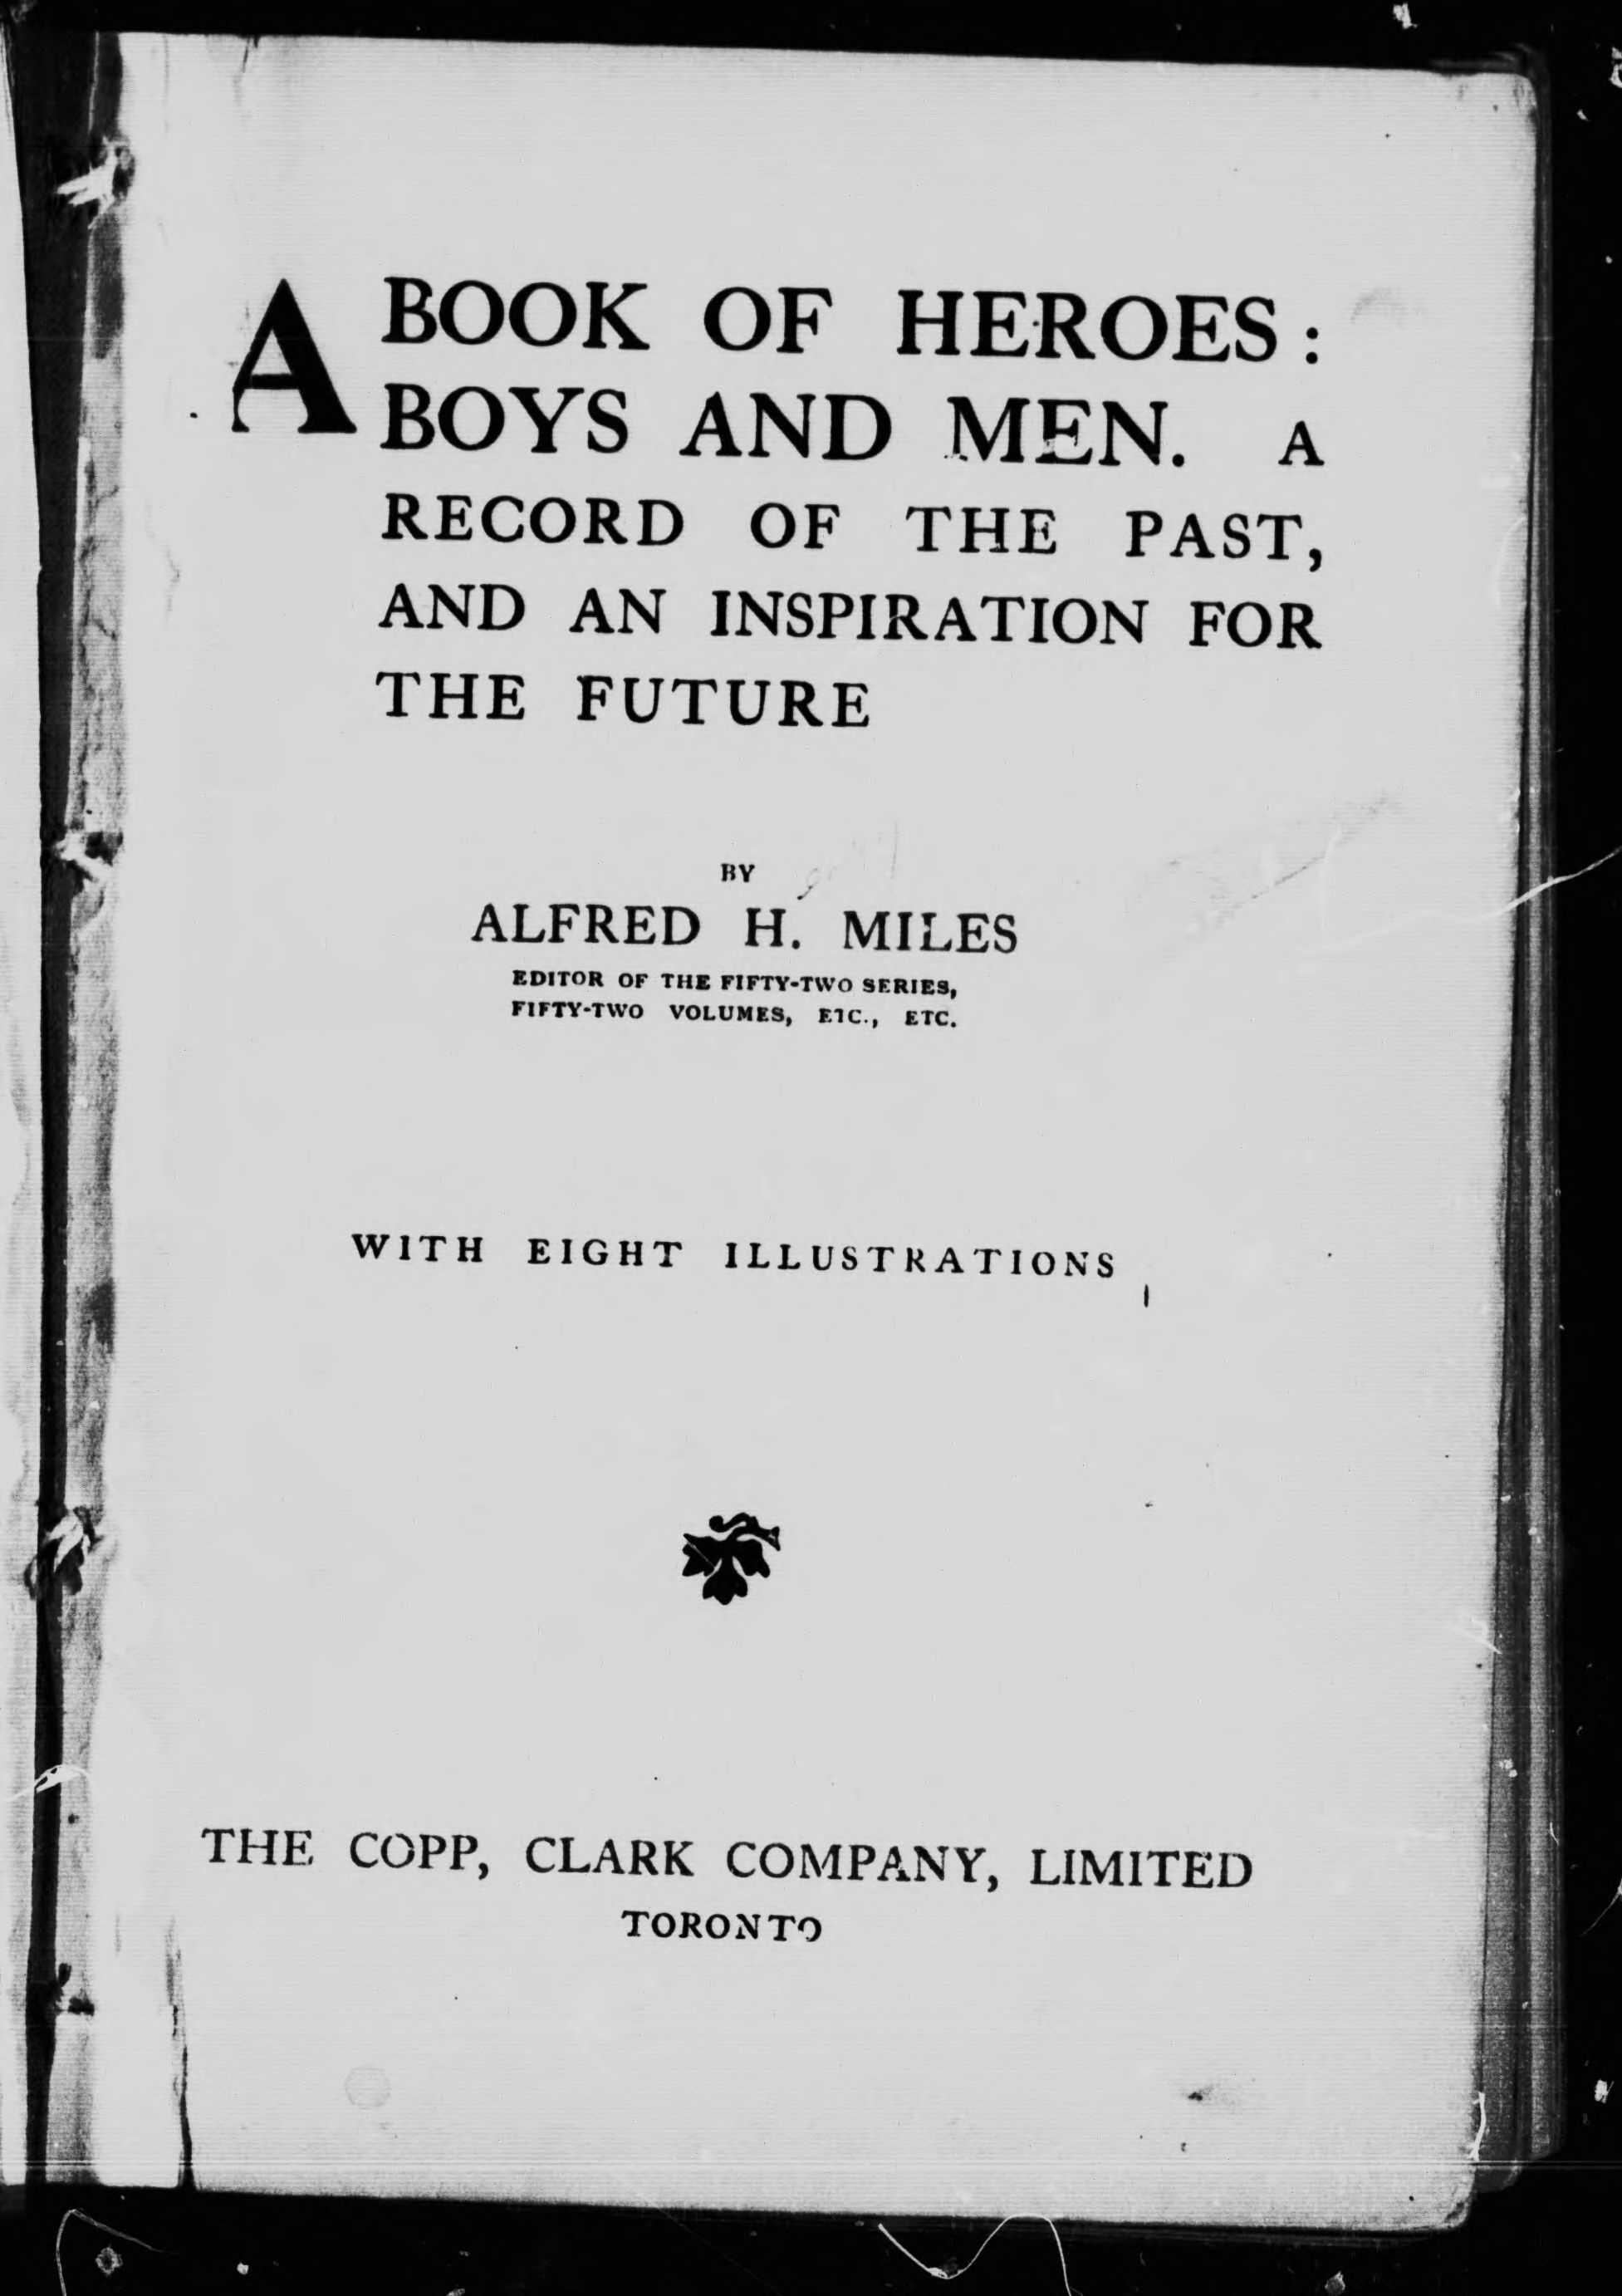 A BOOK OF HEROES:
BOYS AND MEN. A
RECORD OF THE PAST,
AND AN INSPIRATION FOR
THE FUTURE
BY
ALFRED H. MILES
EDITOR OF THE FIFTY-TWO SERIES,
FIFTY-TWO VOLUMES, ETC., ETC.
WITH EIGHT ILLUSTRATIONS
THE COPP, CLARK COMPANY, LIMITED
TORONTO